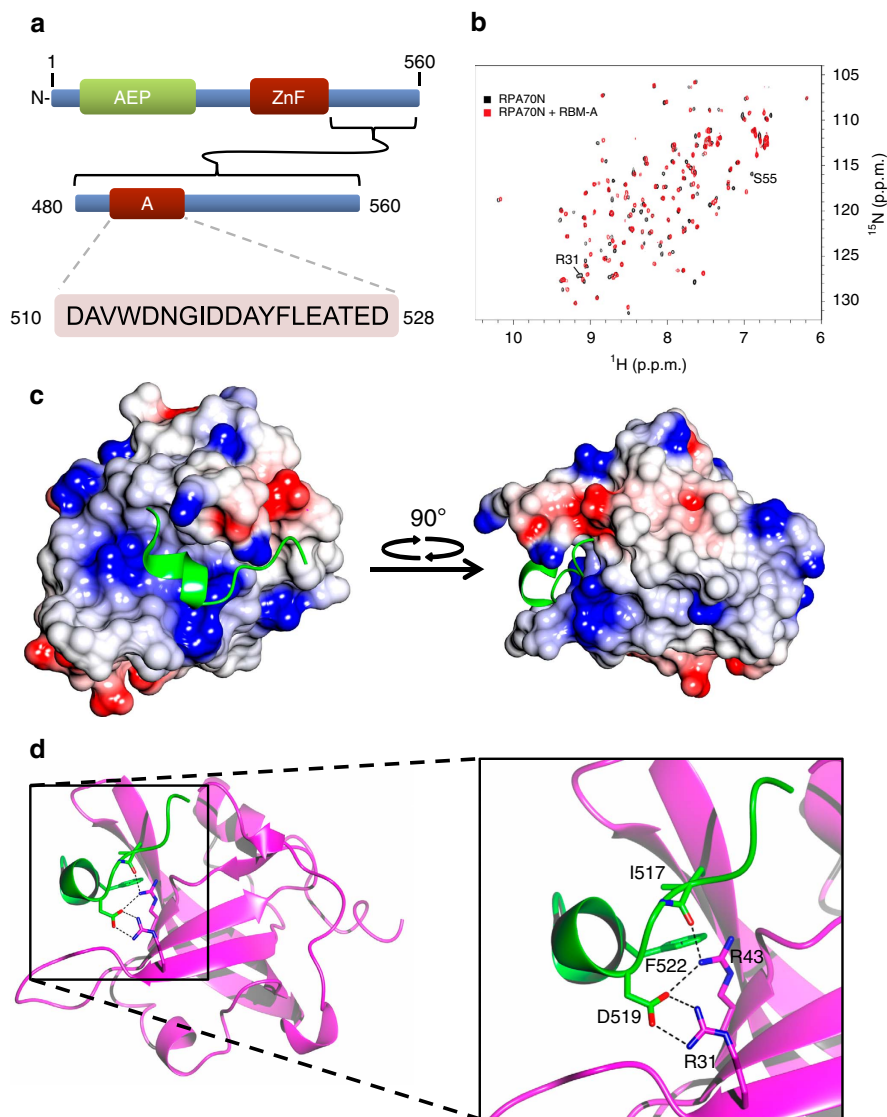 a
1
560
N-
AEP
ZnF
480
A
560
510
DAVWDNGIDDAYFLEATED
528
b
RPA70N
RPA70N + RBM-A
S55
R31
105
110
115
120
125
130
15N (p.p.m.)
10
9
8
7
6
1H (p.p.m.)
c
90°
d
I517
F522
R43
D519
R31